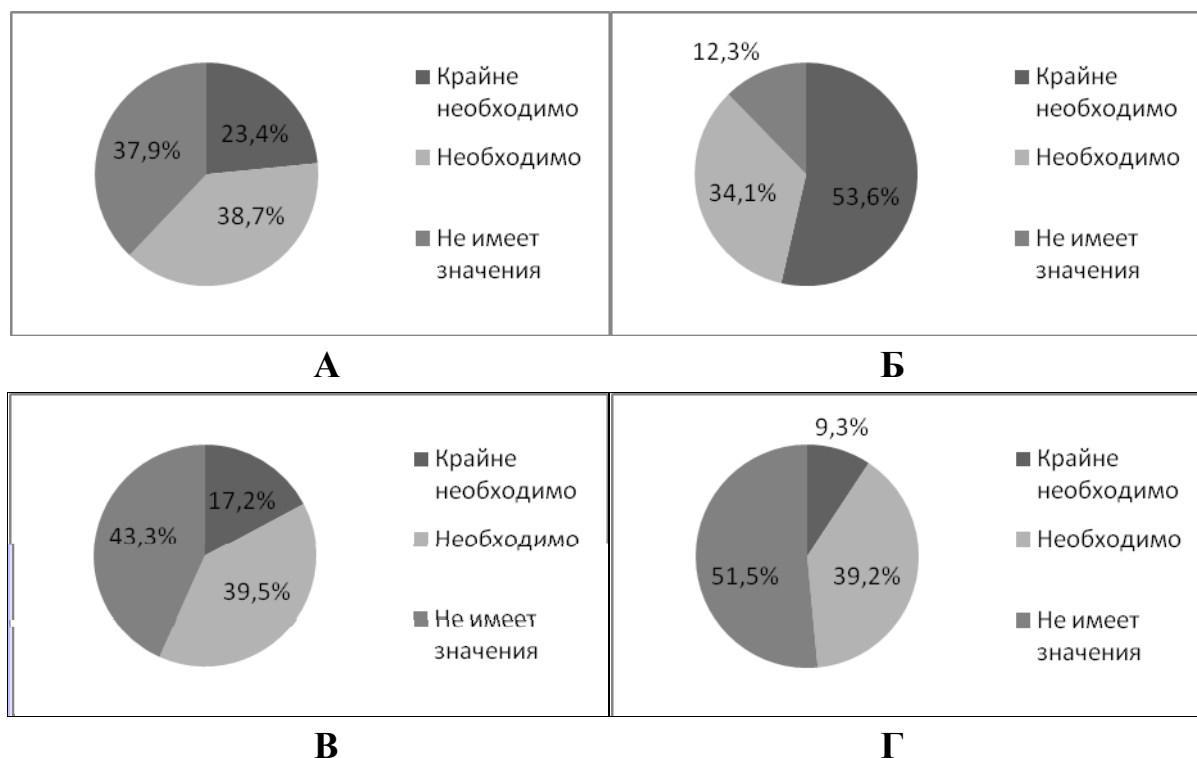 23,4%
38,7%
37,9%
Крайне
необходимо
Необходимо
Не имеет
значения
А
12,3%
34,1%
53,6%
Крайне
необходимо
Необходимо
Не имеет
значения
Б
17,2%
43,3%
39,5%
Крайне
необходимо
Необходимо
Не имеет
значения
В
9,3%
51,5%
39,2%
Крайне
необходимо
Необходимо
Не имеет
значения
Г